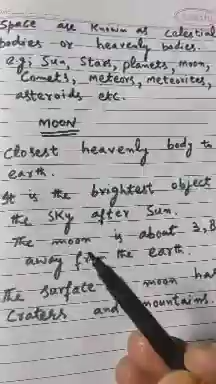 Space are known as celestial
bodies or heavenly bodies.
e.g; Sun, Stars, planets, moon,
Comets, meteors, meteorites,
asteroids etc.
MOON
Closest heavenly body to
earth.
It is the brightest object
the sky after Sun.
The moon is about 3,8
away the earth.
The surface moon has
Craters and mountains.